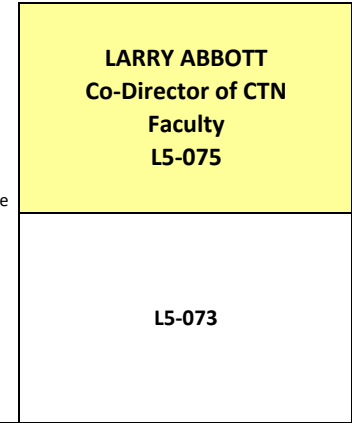 LARRY ABBOTT
Co-Director of CTN
Faculty
L5-075
e
L5-073